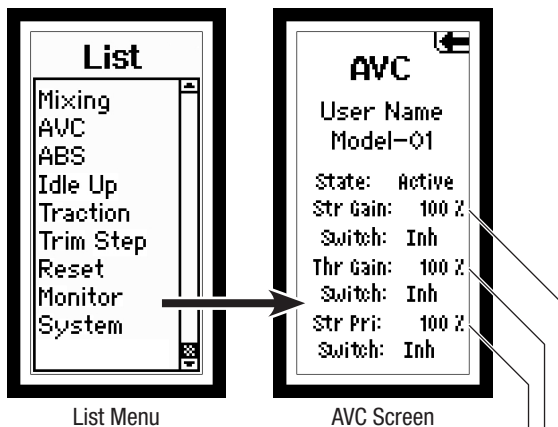 List
Mixing
AVC
ABS
Idle Up
Traction
Trim Step
Reset
Monitor
System
List Menu
AVC
User Name
Model-01
State: Active
Str Gain: 100 %
Switch: Inh
Thr Gain: 100 %
Switch: Inh
Str Pri: 100 %
Switch: Inh
AVC Screen